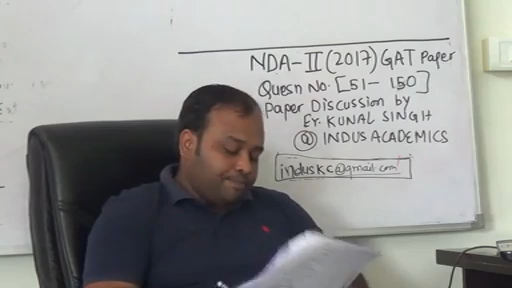 NDA-II (2017) GAT Paper
Quesn No. [51- 150]
Paper Discussion by
Er. KUNAL SINGH
@ INDUS ACADEMICS
induskc@gmail.com